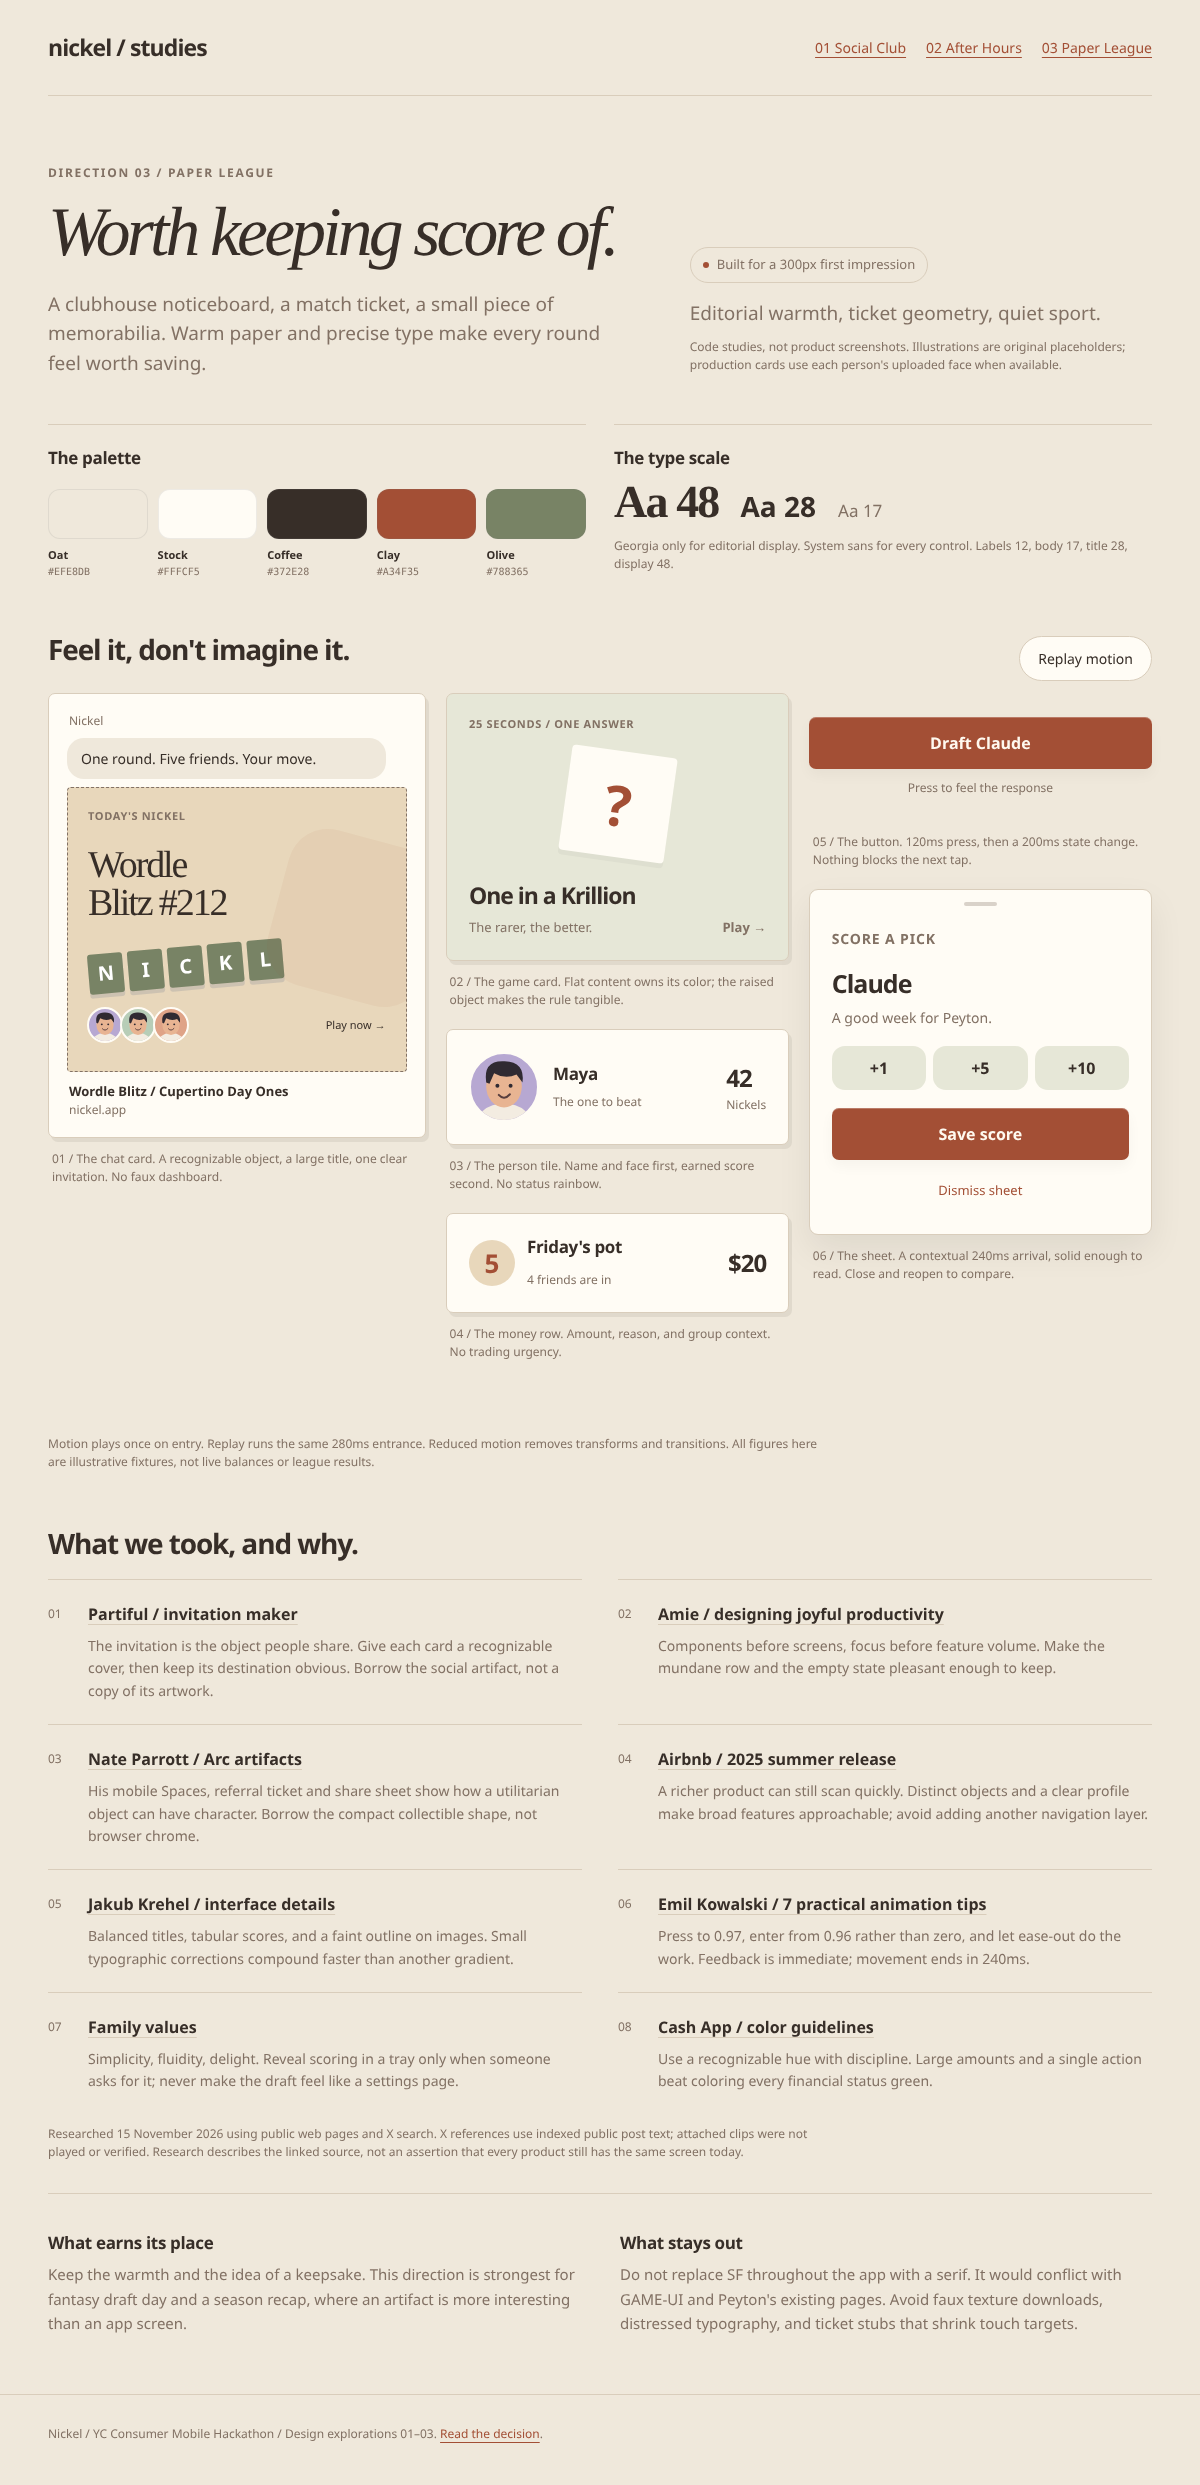 nickel / studies
01 Social Club
02 After Hours
03 Paper League
DIRECTION 03 / PAPER LEAGUE
Worth keeping score of.
A clubhouse noticeboard, a match ticket, a small piece of
memorabilia. Warm paper and precise type make every round
feel worth saving.
Built for a 300px first impression
Editorial warmth, ticket geometry, quiet sport.
Code studies, not product screenshots. Illustrations are original placeholders;
production cards use each person's uploaded face when available.
The palette
Oat
#EFE8DB
Stock
#FFFCF5
Coffee
#372E28
Clay
#A34F35
Olive
#788365
The type scale
Aa 48 Aa 28 Aa 17
Georgia only for editorial display. System sans for every control. Labels 12, body 17, title 28,
display 48.
Feel it, don't imagine it.
Replay motion
Nickel
One round. Five friends. Your move.
TODAY'S NICKEL
Wordle
Blitz #212
N I C K L
Play now →
Wordle Blitz / Cupertino Day Ones
nickel.app
01 / The chat card. A recognizable object, a large title, one clear
invitation. No faux dashboard.
25 SECONDS / ONE ANSWER
?
One in a Krillion
The rarer, the better.
Play →
02 / The game card. Flat content owns its color; the raised
object makes the rule tangible.
Maya
The one to beat
42
Nickels
03 / The person tile. Name and face first, earned score
second. No status rainbow.
5
Friday's pot
4 friends are in
$20
04 / The money row. Amount, reason, and group context.
No trading urgency.
Draft Claude
Press to feel the response
05 / The button. 120ms press, then a 200ms state change.
Nothing blocks the next tap.
SCORE A PICK
Claude
A good week for Peyton.
+1
+5
+10
Save score
Dismiss sheet
06 / The sheet. A contextual 240ms arrival, solid enough to
read. Close and reopen to compare.
Motion plays once on entry. Replay runs the same 280ms entrance. Reduced motion removes transforms and transitions. All figures here
are illustrative fixtures, not live balances or league results.
What we took, and why.
01
Partiful / invitation maker
The invitation is the object people share. Give each card a recognizable
cover, then keep its destination obvious. Borrow the social artifact, not a
copy of its artwork.
02
Amie / designing joyful productivity
Components before screens, focus before feature volume. Make the
mundane row and the empty state pleasant enough to keep.
03
Nate Parrott / Arc artifacts
His mobile Spaces, referral ticket and share sheet show how a utilitarian
object can have character. Borrow the compact collectible shape, not
browser chrome.
04
Airbnb / 2025 summer release
A richer product can still scan quickly. Distinct objects and a clear profile
make broad features approachable; avoid adding another navigation layer.
05
Jakub Krehel / interface details
Balanced titles, tabular scores, and a faint outline on images. Small
typographic corrections compound faster than another gradient.
06
Emil Kowalski / 7 practical animation tips
Press to 0.97, enter from 0.96 rather than zero, and let ease-out do the
work. Feedback is immediate; movement ends in 240ms.
07
Family values
Simplicity, fluidity, delight. Reveal scoring in a tray only when someone
asks for it; never make the draft feel like a settings page.
08
Cash App / color guidelines
Use a recognizable hue with discipline. Large amounts and a single action
beat coloring every financial status green.
Researched 15 November 2026 using public web pages and X search. X references use indexed public post text; attached clips were not
played or verified. Research describes the linked source, not an assertion that every product still has the same screen today.
What earns its place
Keep the warmth and the idea of a keepsake. This direction is strongest for
fantasy draft day and a season recap, where an artifact is more interesting
than an app screen.
What stays out
Do not replace SF throughout the app with a serif. It would conflict with
GAME-UI and Peyton's existing pages. Avoid faux texture downloads,
distressed typography, and ticket stubs that shrink touch targets.
Nickel / YC Consumer Mobile Hackathon / Design explorations 01–03. Read the decision.